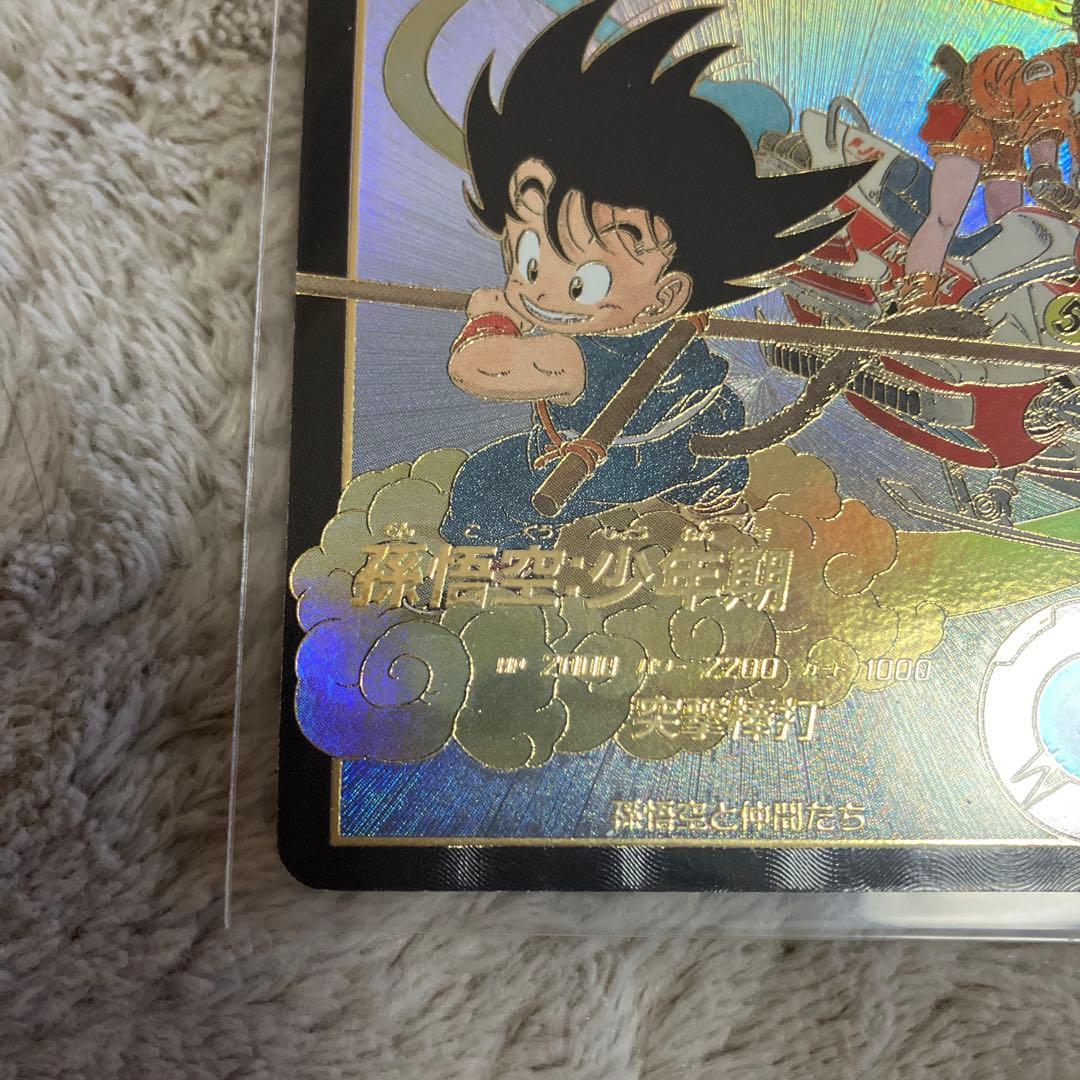 孫悟空:少年期
HP 2000 パワー 2200 ガード 1000
突撃棒打
孫悟空と仲間たち